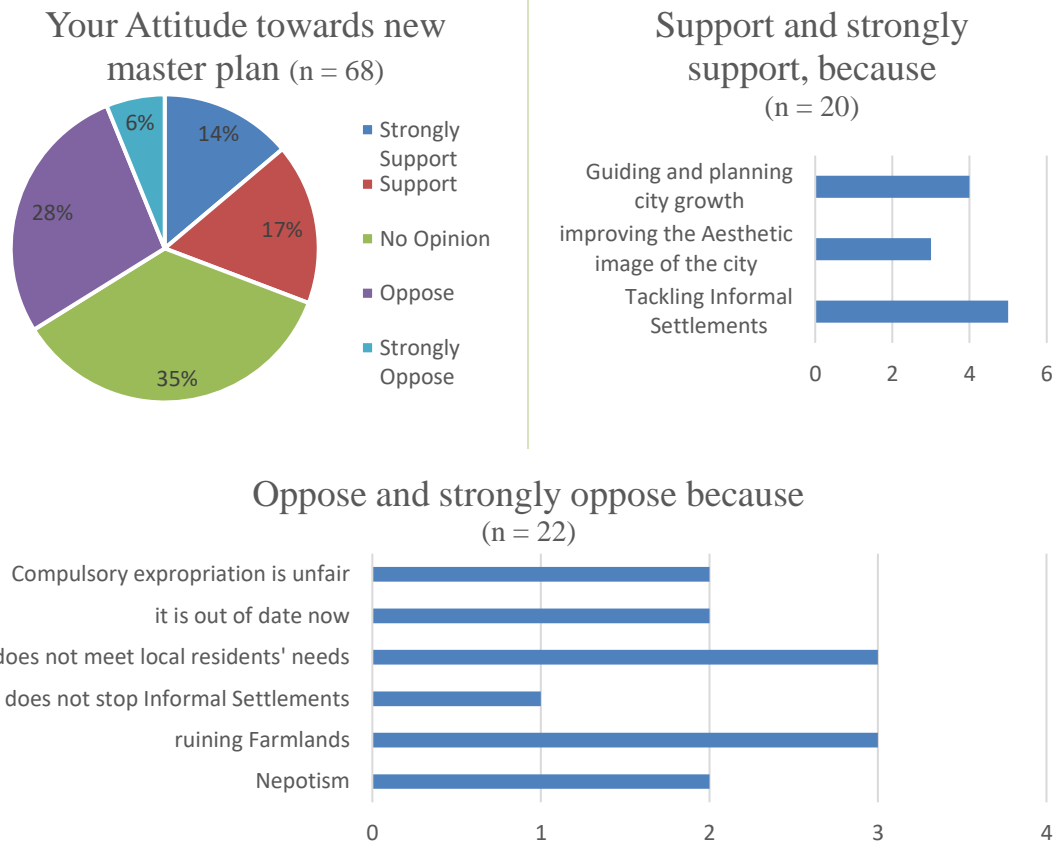 Your Attitude towards new
master plan (n = 68)
6%
14%
28%
17%
35%
Strongly
Support
Support
No Opinion
Oppose
Strongly
Oppose
Support and strongly
support, because
(n = 20)
Guiding and planning
city growth
improving the Aesthetic
image of the city
Tackling Informal
Settlements
0 2 4 6
Oppose and strongly oppose because
(n = 22)
Compulsory expropriation is unfair
it is out of date now
does not meet local residents' needs
does not stop Informal Settlements
ruining Farmlands
Nepotism
0 1 2 3 4